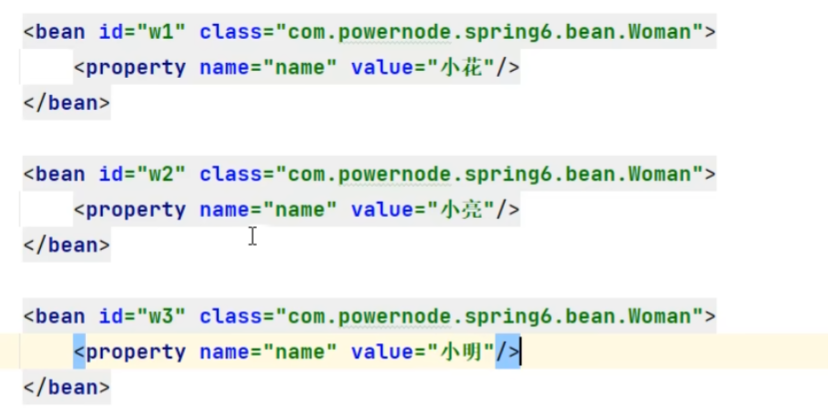 <bean id="w1" class="com.powernode.spring6.bean.Woman">
<property name="name" value="小花"/>
</bean>
<bean id="w2" class="com.powernode.spring6.bean.Woman">
<property name="name" value="小亮"/>
</bean>
<bean id="w3" class="com.powernode.spring6.bean.Woman">
<property name="name" value="小明"/>
</bean>